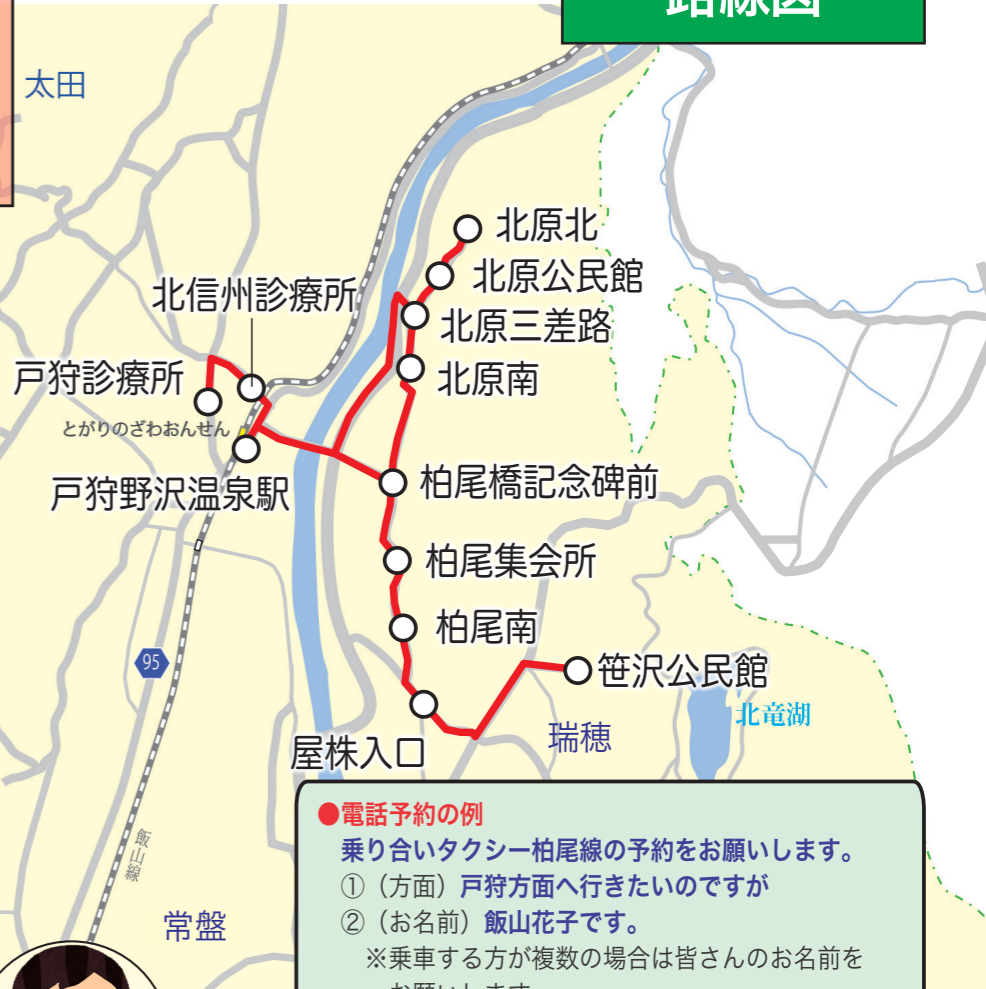 路線図
太田
北原北
北原公民館
北信州診療所
北原三差路
戸狩診療所
北原南
とがりのざわおんせん
戸狩野沢温泉駅
柏尾橋記念碑前
柏尾集会所
柏尾南
95
笹沢公民館
北竜湖
瑞穂
屋株入口
飯山線
常盤
●電話予約の例
乗り合いタクシー柏尾線の予約をお願いします。
①（方面）戸狩方面へ行きたいのですが
②（お名前）飯山花子です。
※乗車する方が複数の場合は皆さんのお名前を
お願いします